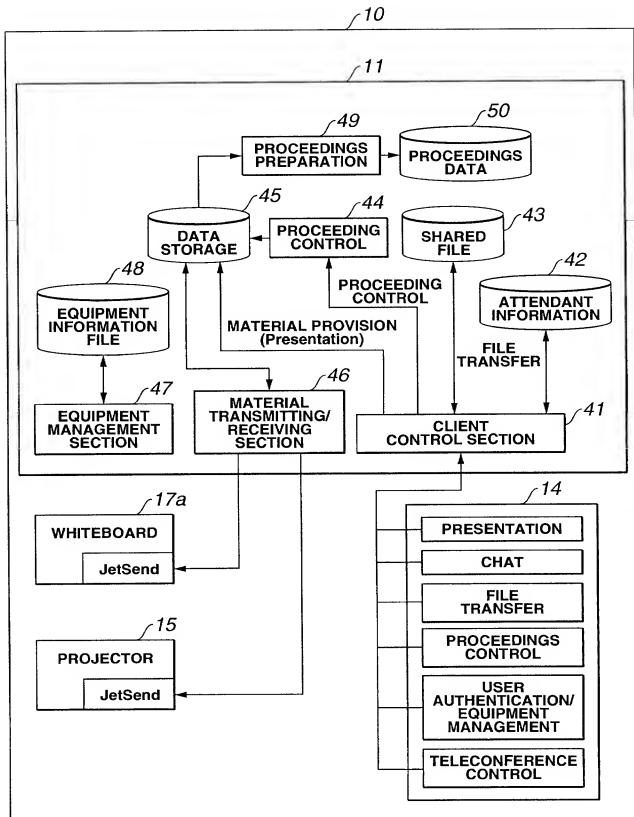 10
11
49
PROCEEDINGS
PREPARATION
50
PROCEEDINGS
DATA
45
DATA
STORAGE
44
PROCEEDING
CONTROL
43
SHARED
FILE
48
EQUIPMENT
INFORMATION
FILE
42
ATTENDANT
INFORMATION
PROCEEDING
CONTROL
MATERIAL PROVISION
(Presentation)
FILE
TRANSFER
47
EQUIPMENT
MANAGEMENT
SECTION
46
MATERIAL
TRANSMITTING/
RECEIVING
SECTION
41
CLIENT
CONTROL SECTION
17a
WHITEBOARD
JetSend
15
PROJECTOR
JetSend
14
PRESENTATION
CHAT
FILE
TRANSFER
PROCEEDINGS
CONTROL
USER
AUTHENTICATION/
EQUIPMENT
MANAGEMENT
TELECONFERENCE
CONTROL